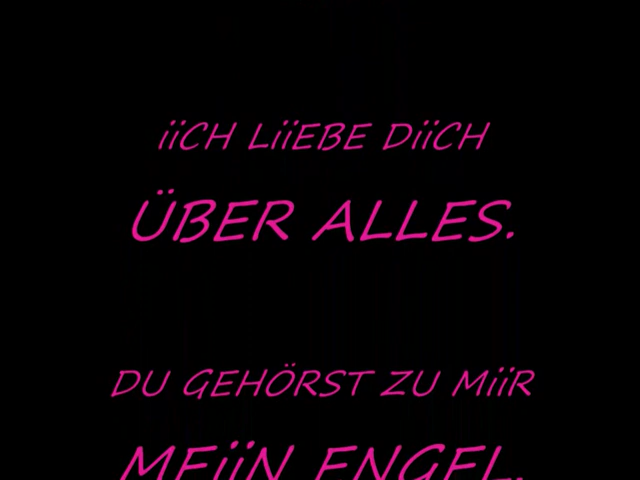 iiCH LiiEBE DiiCH
ÜBER ALLES.
DU GEHÖRST ZU MiiR
MEiiN ENGEL.